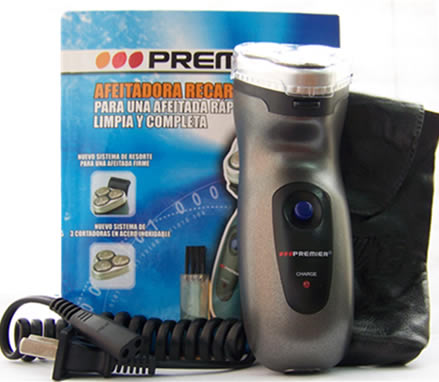 PREMIER
AFEITADORA RECAR
PARA UNA AFEITADA RAP
LIMPIA Y COMPLETA
NUEVO SISTEMA DE RESORTE
PARA UNA AFEITADA FIRME
NUEVO SISTEMA DE
3 CORTADORAS EN ACERO INOXIDABLE
PREMIER®
CHARGE